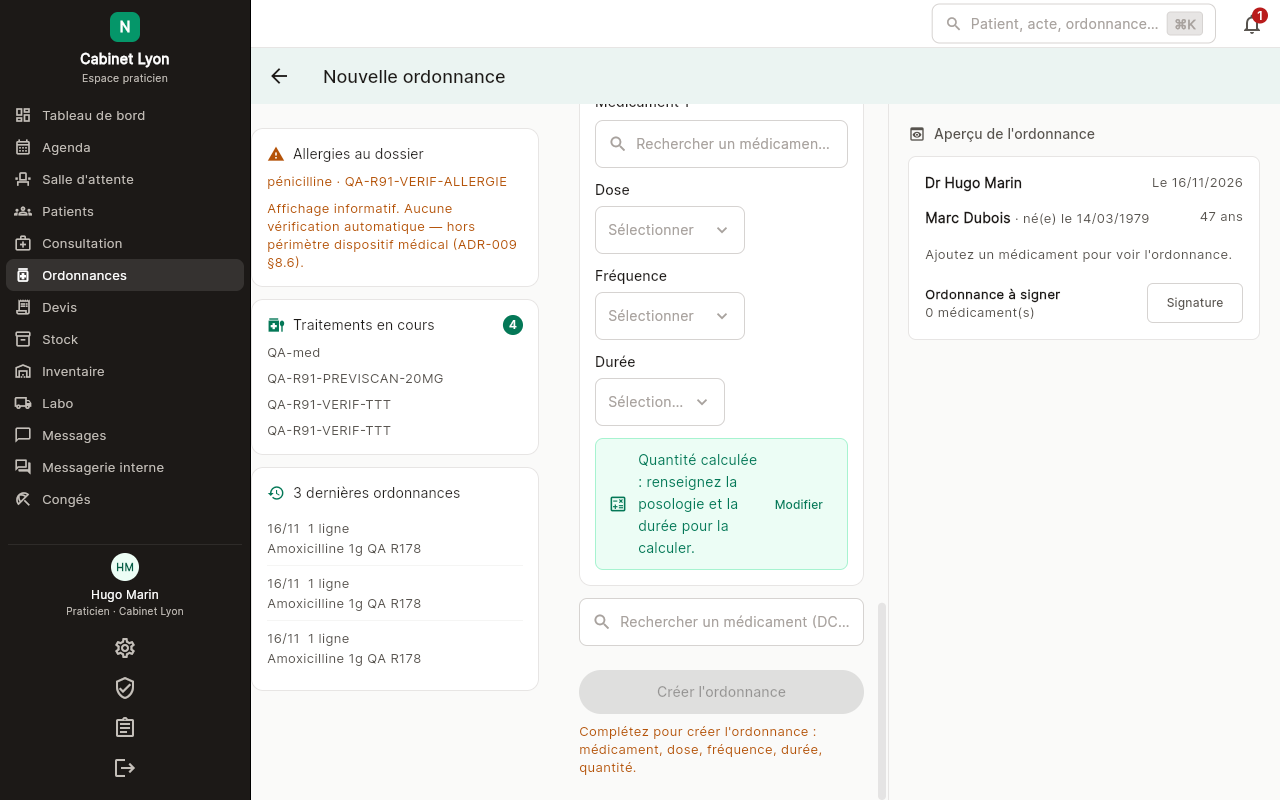 N
Cabinet Lyon
Espace praticien
Tableau de bord
Agenda
Salle d'attente
Patients
Consultation
Ordonnances
Devis
Stock
Inventaire
Labo
Messages
Messagerie interne
Congés
HM
Hugo Marin
Praticien · Cabinet Lyon
Patient, acte, ordonnance... ⌘K
1
Nouvelle ordonnance
Allergies au dossier
pénicilline · QA-R91-VERIF-ALLERGIE
Affichage informatif. Aucune
vérification automatique — hors
périmètre dispositif médical (ADR-009
§8.6).
Traitements en cours 4
QA-med
QA-R91-PREVISCAN-20MG
QA-R91-VERIF-TTT
QA-R91-VERIF-TTT
3 dernières ordonnances
16/11 1 ligne
Amoxicilline 1g QA R178
16/11 1 ligne
Amoxicilline 1g QA R178
16/11 1 ligne
Amoxicilline 1g QA R178
Médicament 1
Rechercher un médicamen...
Dose
Sélectionner
Fréquence
Sélectionner
Durée
Sélection...
Quantité calculée
: renseignez la
posologie et la
durée pour la
calculer.
Modifier
Rechercher un médicament (DC...
Créer l'ordonnance
Complétez pour créer l'ordonnance :
médicament, dose, fréquence, durée,
quantité.
Aperçu de l'ordonnance
Dr Hugo Marin Le 16/11/2026
Marc Dubois · né(e) le 14/03/1979 47 ans
Ajoutez un médicament pour voir l'ordonnance.
Ordonnance à signer
0 médicament(s)
Signature